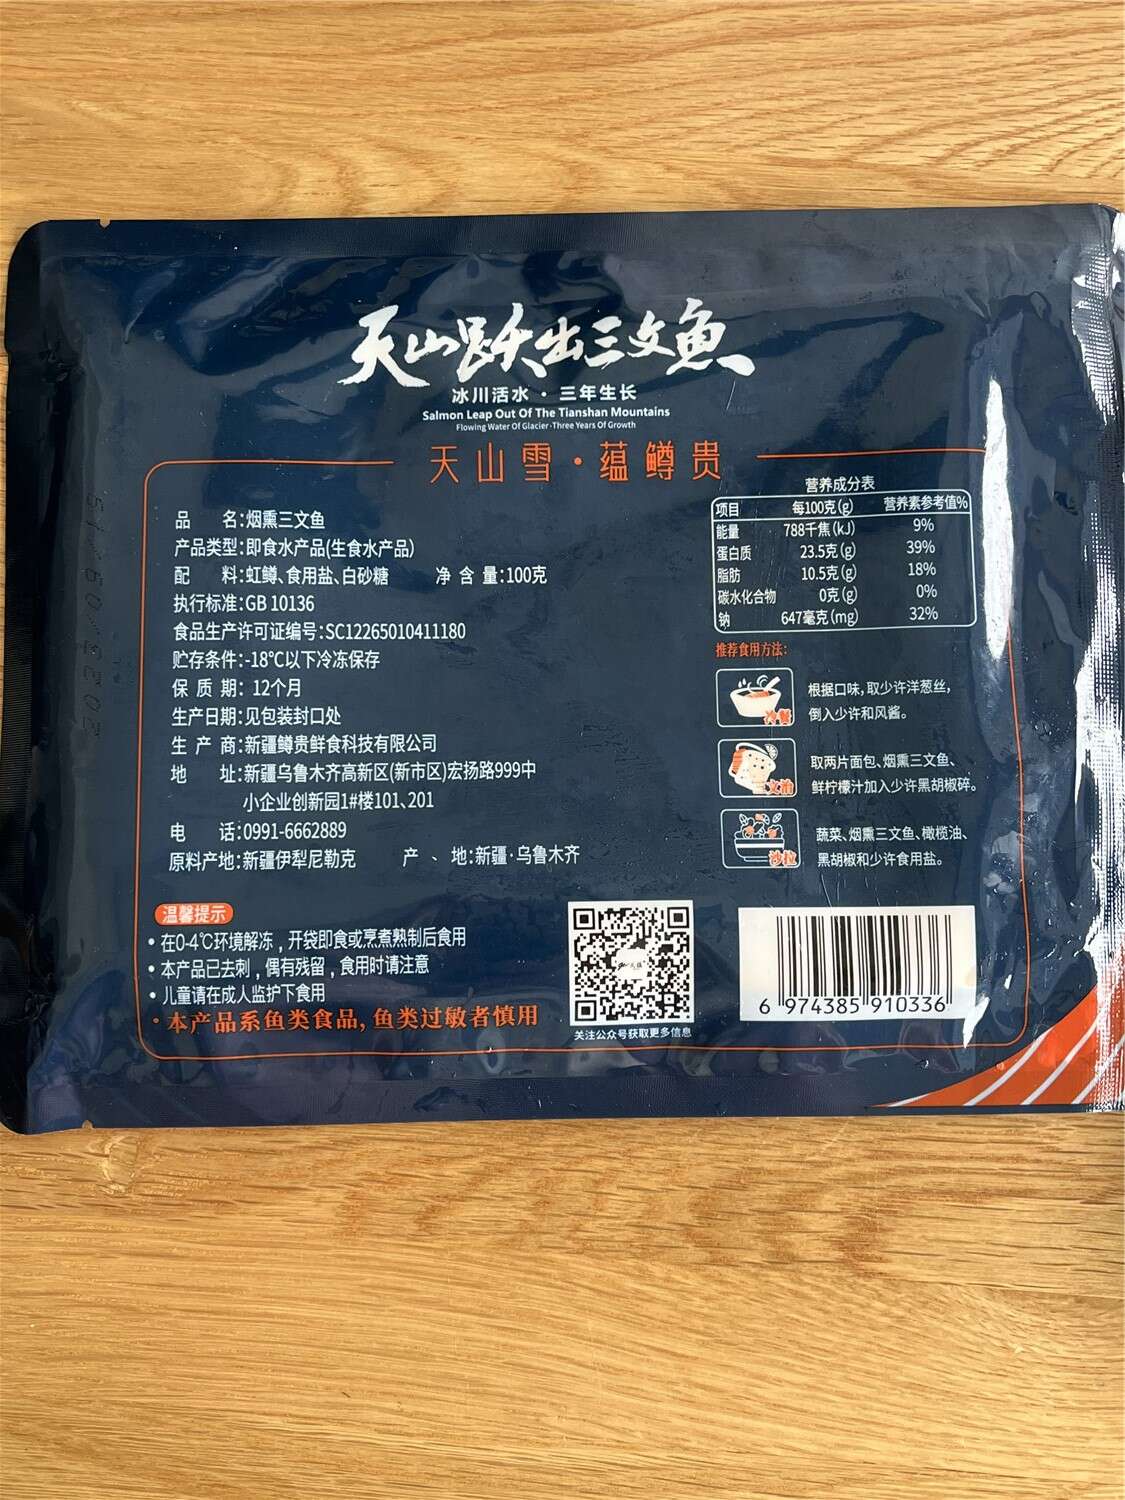 天山跃出三文鱼
冰川活水·三年生长
Salmon Leap Out Of The Tianshan Mountains
Flowing Water Of Glacier·Three Years Of Growth
天山雪·蕴鳟贵
品 名:烟熏三文鱼
产品类型:即食水产品(生食水产品)
配 料:虹鳟、食用盐、白砂糖 净含量:100克
执行标准:GB 10136
食品生产许可证编号:SC12265010411180
贮存条件:-18℃以下冷冻保存
保质期: 12个月
生产日期:见包装封口处
生产商:新疆鳟贵鲜食科技有限公司
地 址:新疆乌鲁木齐高新区(新市区)宏扬路999中
小企业创新园1#楼101、201
电 话:0991-6662889
原料产地:新疆伊犁尼勒克 产、地:新疆·乌鲁木齐
营养成分表
项目 每100克(g) 营养素参考值%
能量 788千焦(kJ) 9%
蛋白质 23.5克(g) 39%
脂肪 10.5克(g) 18%
碳水化合物 0克(g) 0%
钠 647毫克(mg) 32%
推荐食用方法:
冷餐
根据口味,取少许洋葱丝,
倒入少许和风酱。
文治
取两片面包、烟熏三文鱼、
鲜柠檬汁加入少许黑胡椒碎。
沙拉
蔬菜、烟熏三文鱼、橄榄油、
黑胡椒和少许食用盐。
温馨提示
•在0-4℃环境解冻，开袋即食或烹煮熟制后食用
•本产品已去刺，偶有残留，食用时请注意
•儿童请在成人监护下食用
·本产品系鱼类食品,鱼类过敏者慎用
关注公众号获取更多信息
6 974385 910336